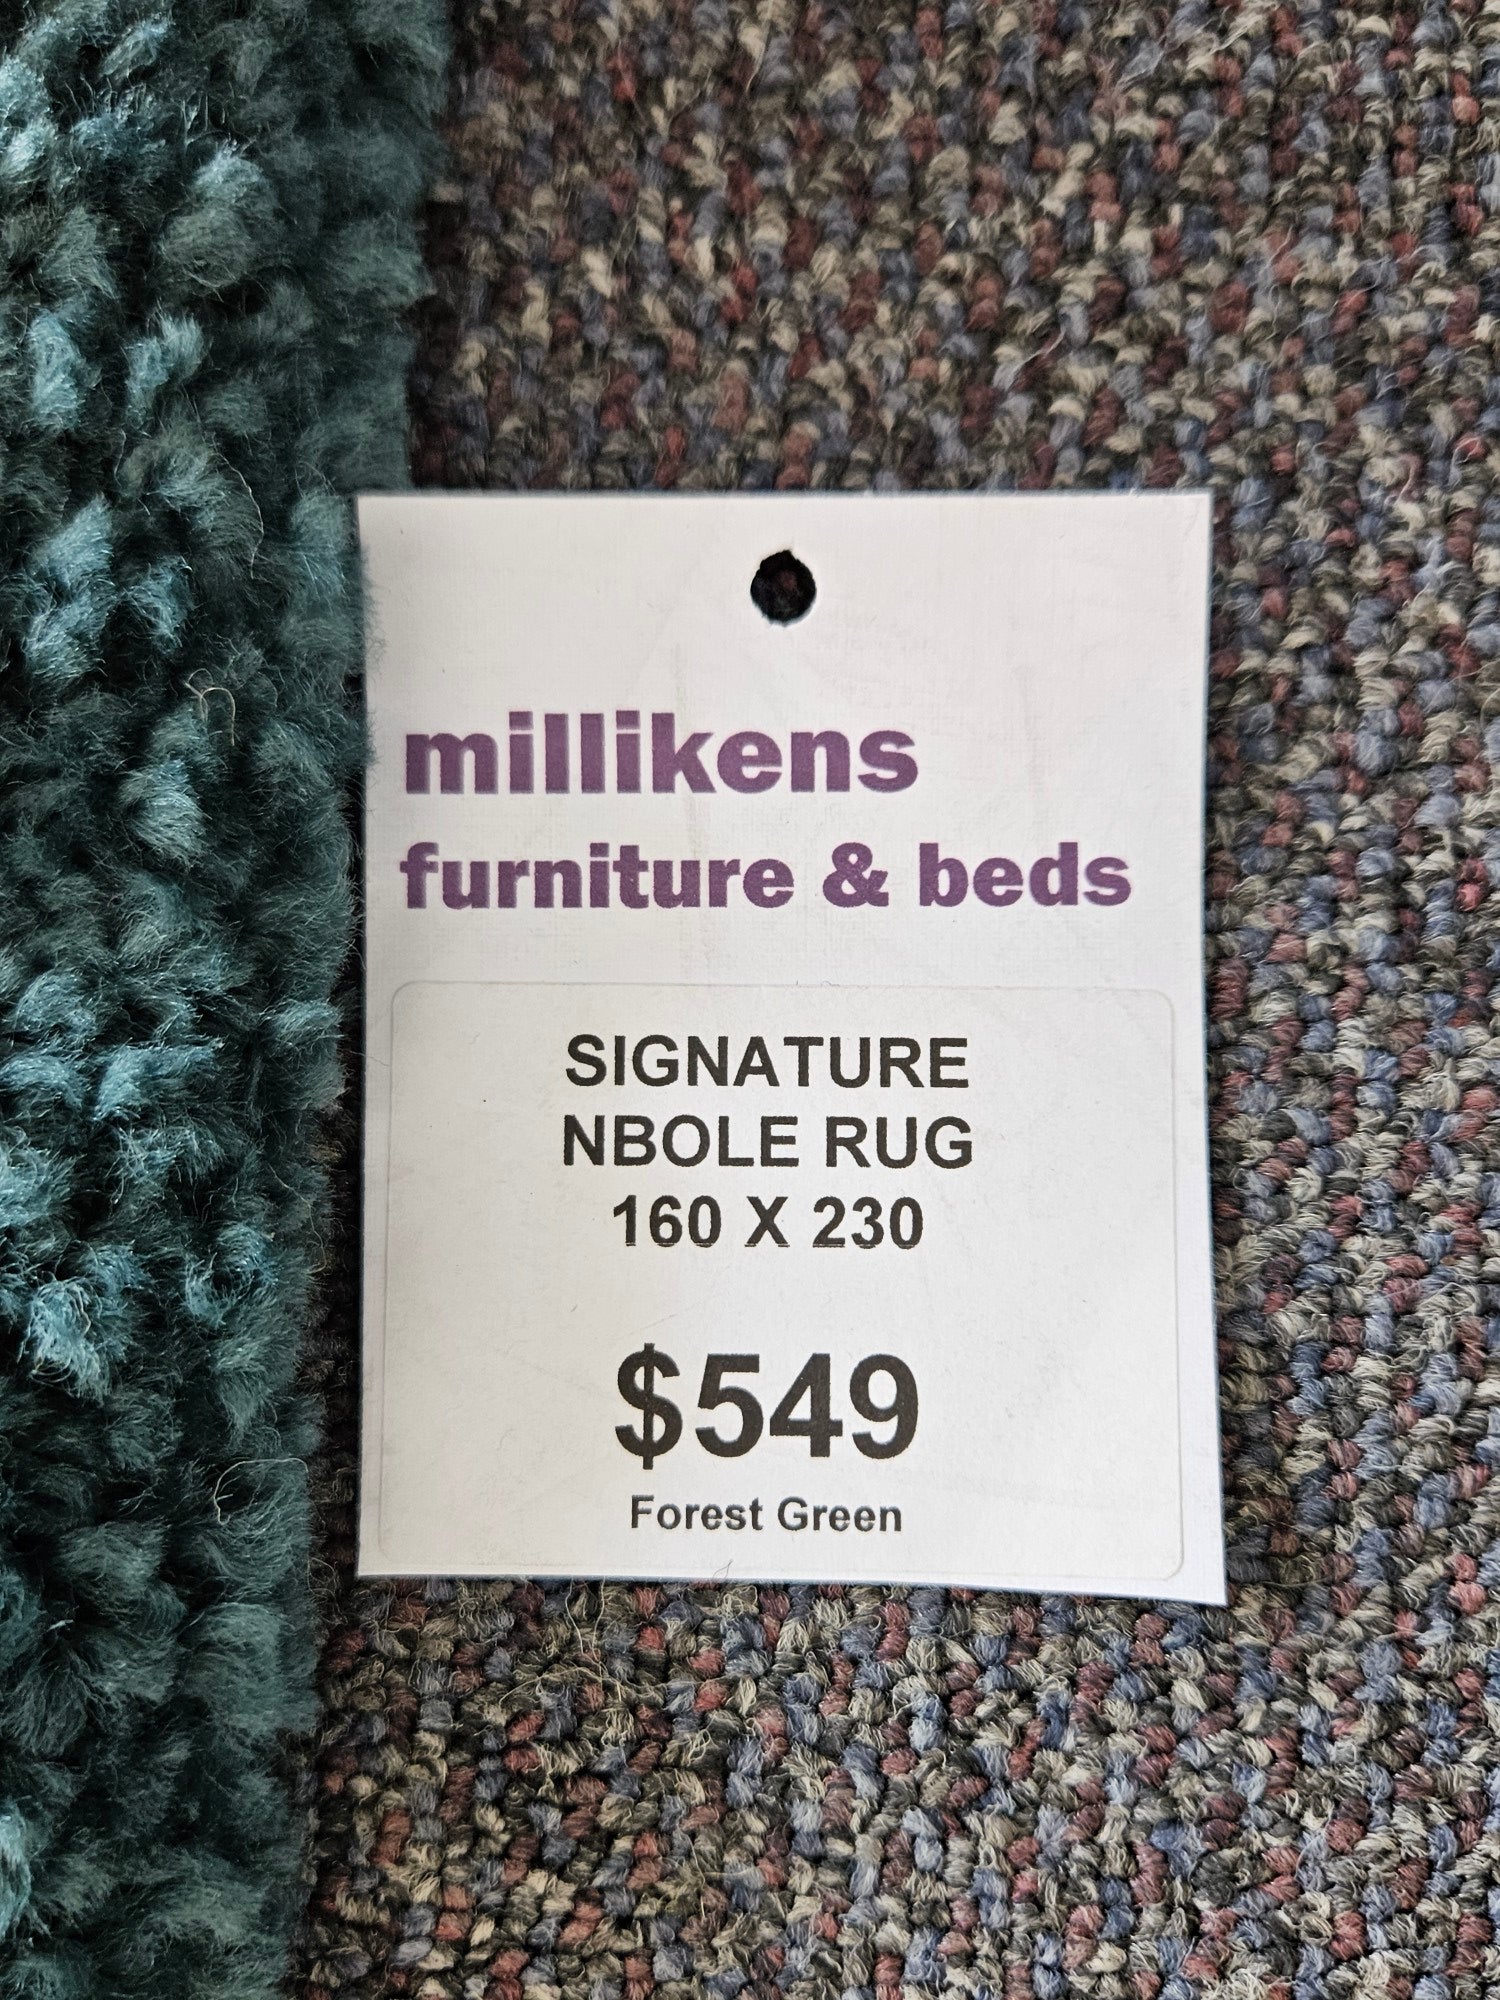 millikens
furniture & beds
SIGNATURE
NBOLE RUG
160 X 230
$549
Forest Green